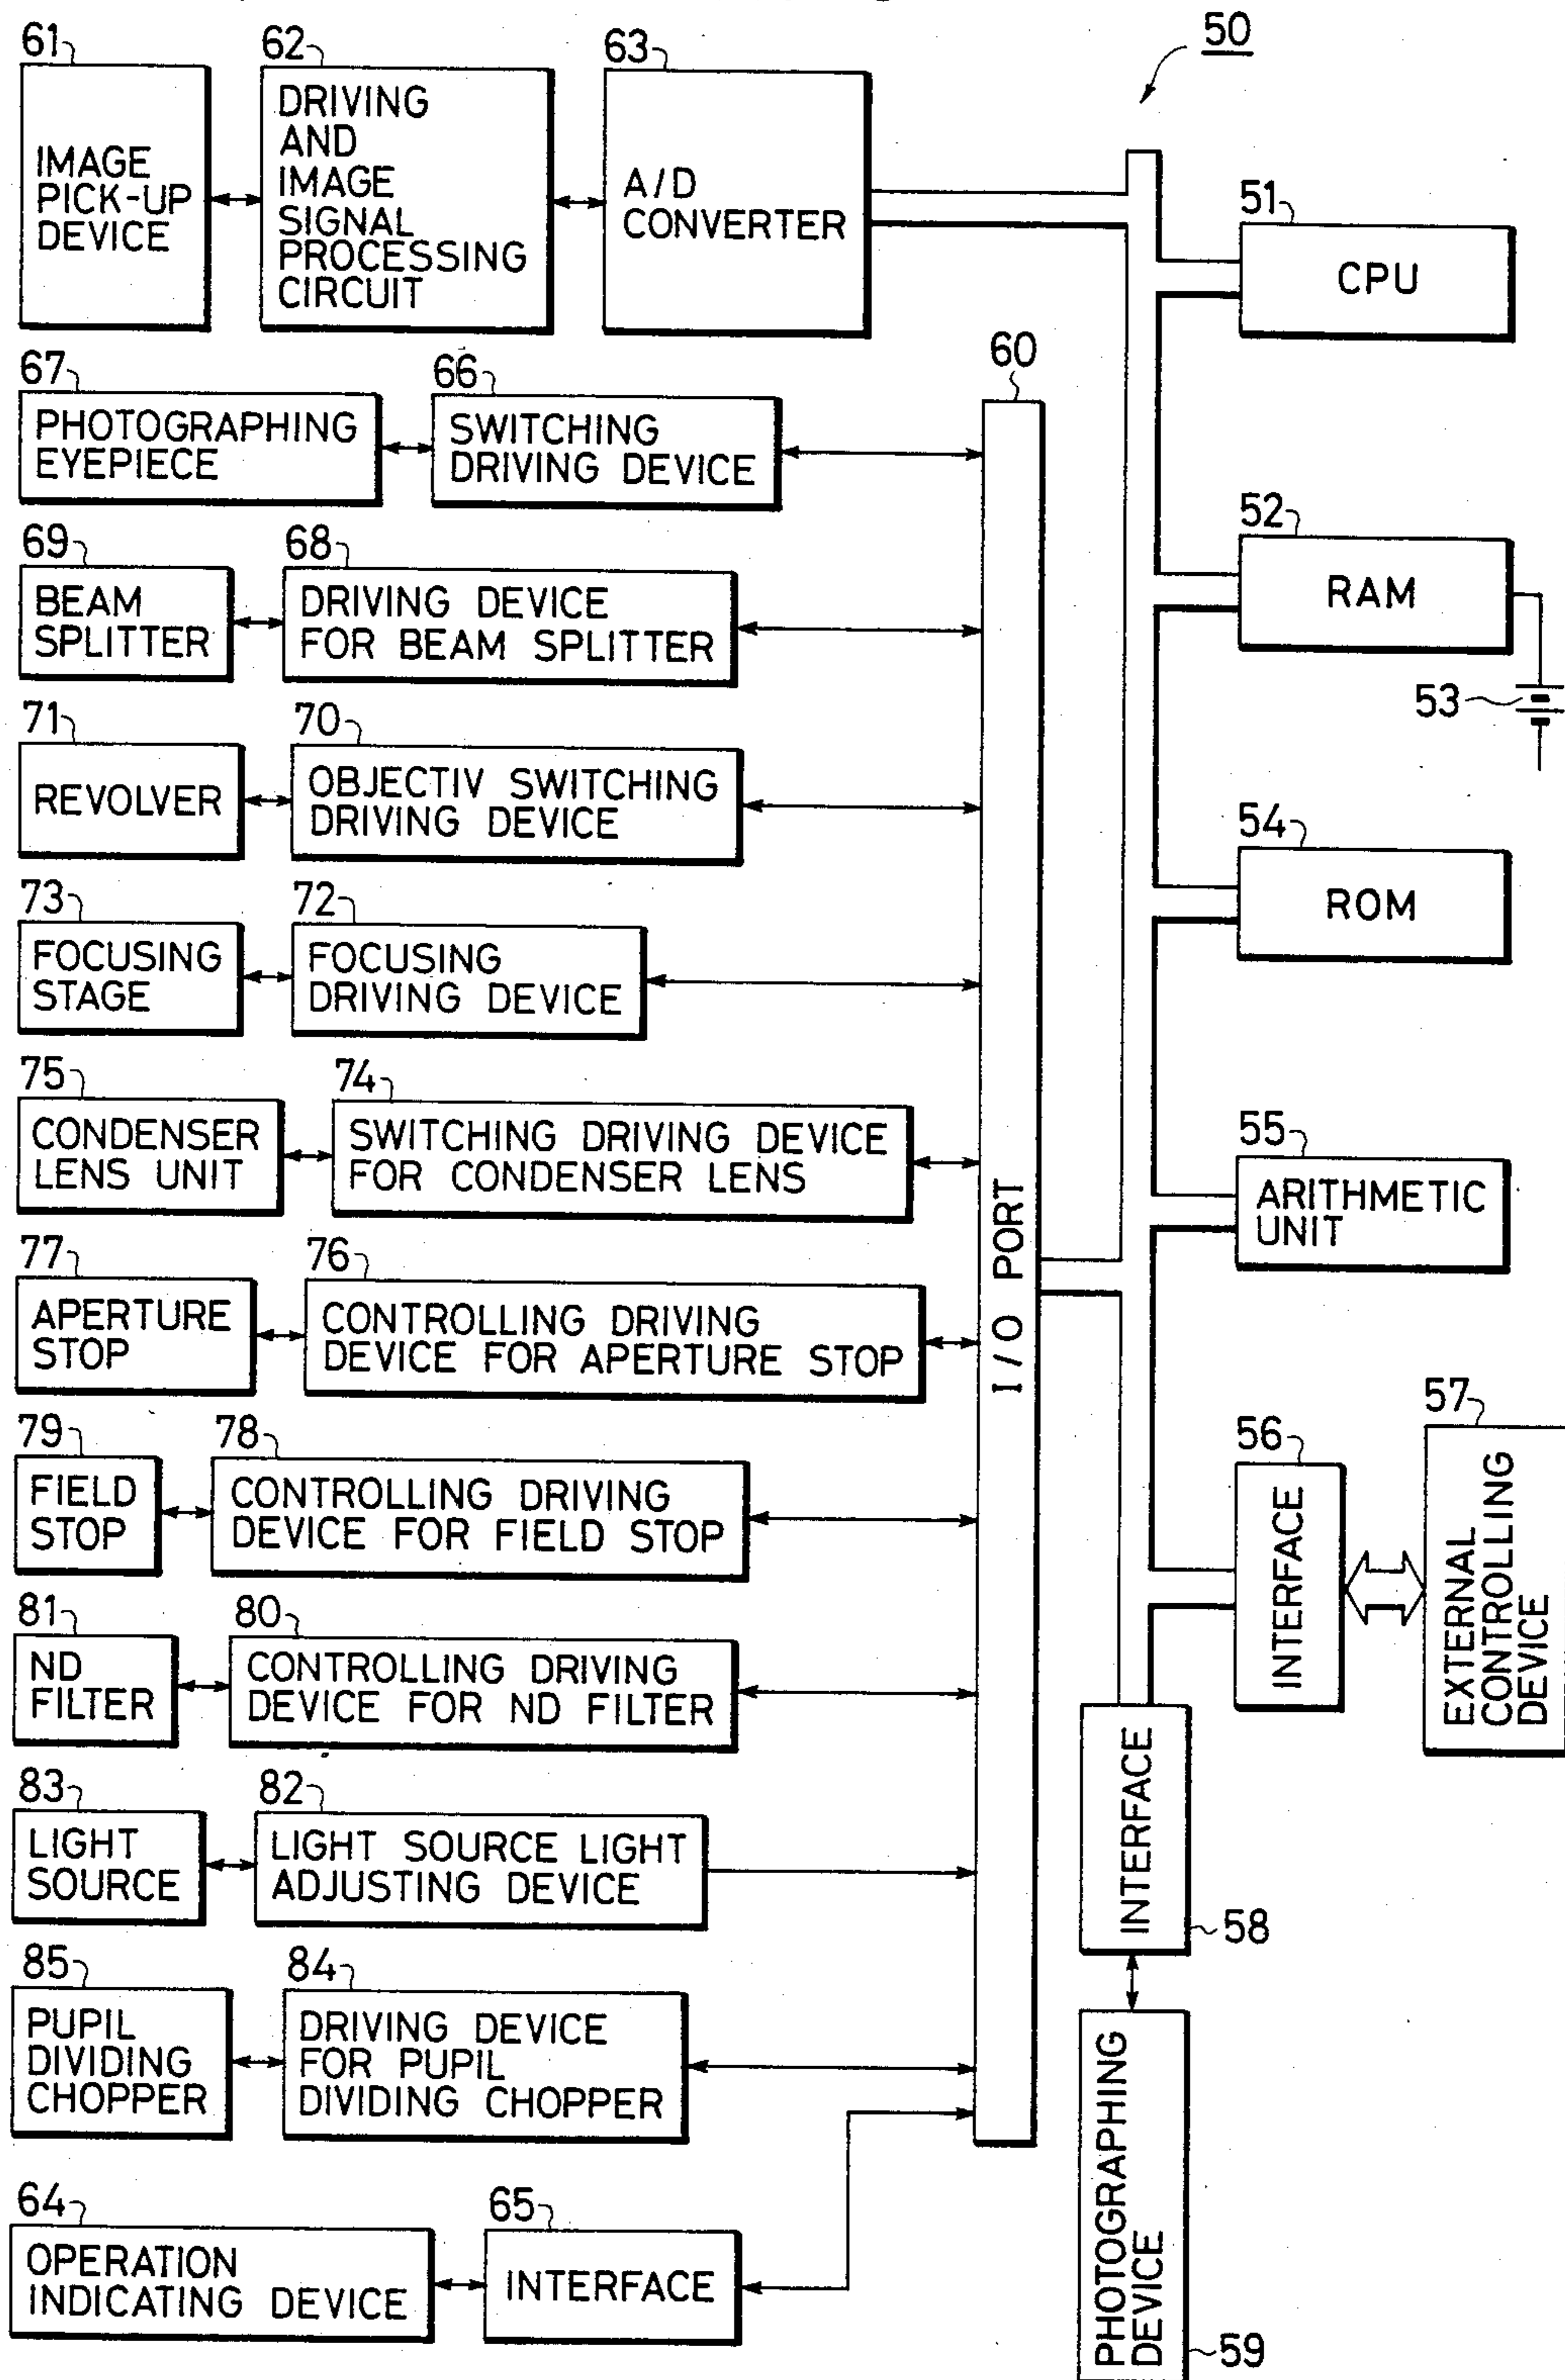 50
61
IMAGE
PICK-UP
DEVICE
62
DRIVING
AND
IMAGE
SIGNAL
PROCESSING
CIRCUIT
63
A/D
CONVERTER
51
CPU
67
PHOTOGRAPHING
EYEPIECE
66
SWITCHING
DRIVING DEVICE
60
I/O PORT
52
RAM
53
69
BEAM
SPLITTER
68
DRIVING DEVICE
FOR BEAM SPLITTER
71
REVOLVER
70
OBJECTIV SWITCHING
DRIVING DEVICE
54
ROM
73
FOCUSING
STAGE
72
FOCUSING
DRIVING DEVICE
75
CONDENSER
LENS UNIT
74
SWITCHING DRIVING DEVICE
FOR CONDENSER LENS
55
ARITHMETIC
UNIT
77
APERTURE
STOP
76
CONTROLLING DRIVING
DEVICE FOR APERTURE STOP
79
FIELD
STOP
78
CONTROLLING DRIVING
DEVICE FOR FIELD STOP
56
INTERFACE
57
EXTERNAL
CONTROLLING
DEVICE
81
ND
FILTER
80
CONTROLLING DRIVING
DEVICE FOR ND FILTER
83
LIGHT
SOURCE
82
LIGHT SOURCE LIGHT
ADJUSTING DEVICE
INTERFACE
58
85
PUPIL
DIVIDING
CHOPPER
84
DRIVING DEVICE
FOR PUPIL
DIVIDING CHOPPER
64
OPERATION
INDICATING DEVICE
65
INTERFACE
PHOTOGRAPHING
DEVICE
59